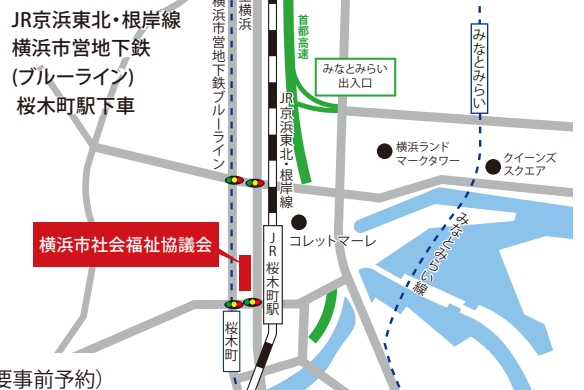 JR京浜東北・根岸線
横浜市営地下鉄
(ブルーライン)
桜木町駅下車
横浜市営地下鉄ブルーライン
横浜
首都高速
みなとみらい
出入口
JR京浜東北・根岸線
みなとみらい
横浜ランド
マークタワー
クイーンズ
スクエア
みなとみらい線
コレットマーレ
横浜市社会福祉協議会
JR桜木町駅
桜木町
要事前予約）